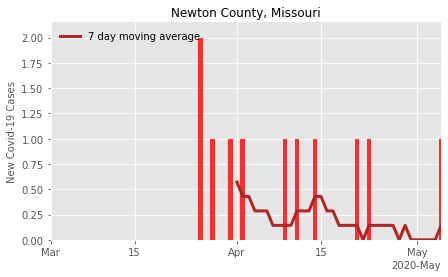 Newton County, Missouri
7 day moving average
New Covid-19 Cases
2.00
1.75
1.50
1.25
1.00
0.75
0.50
0.25
0.00
Mar
15
Apr
15
May
2020-May